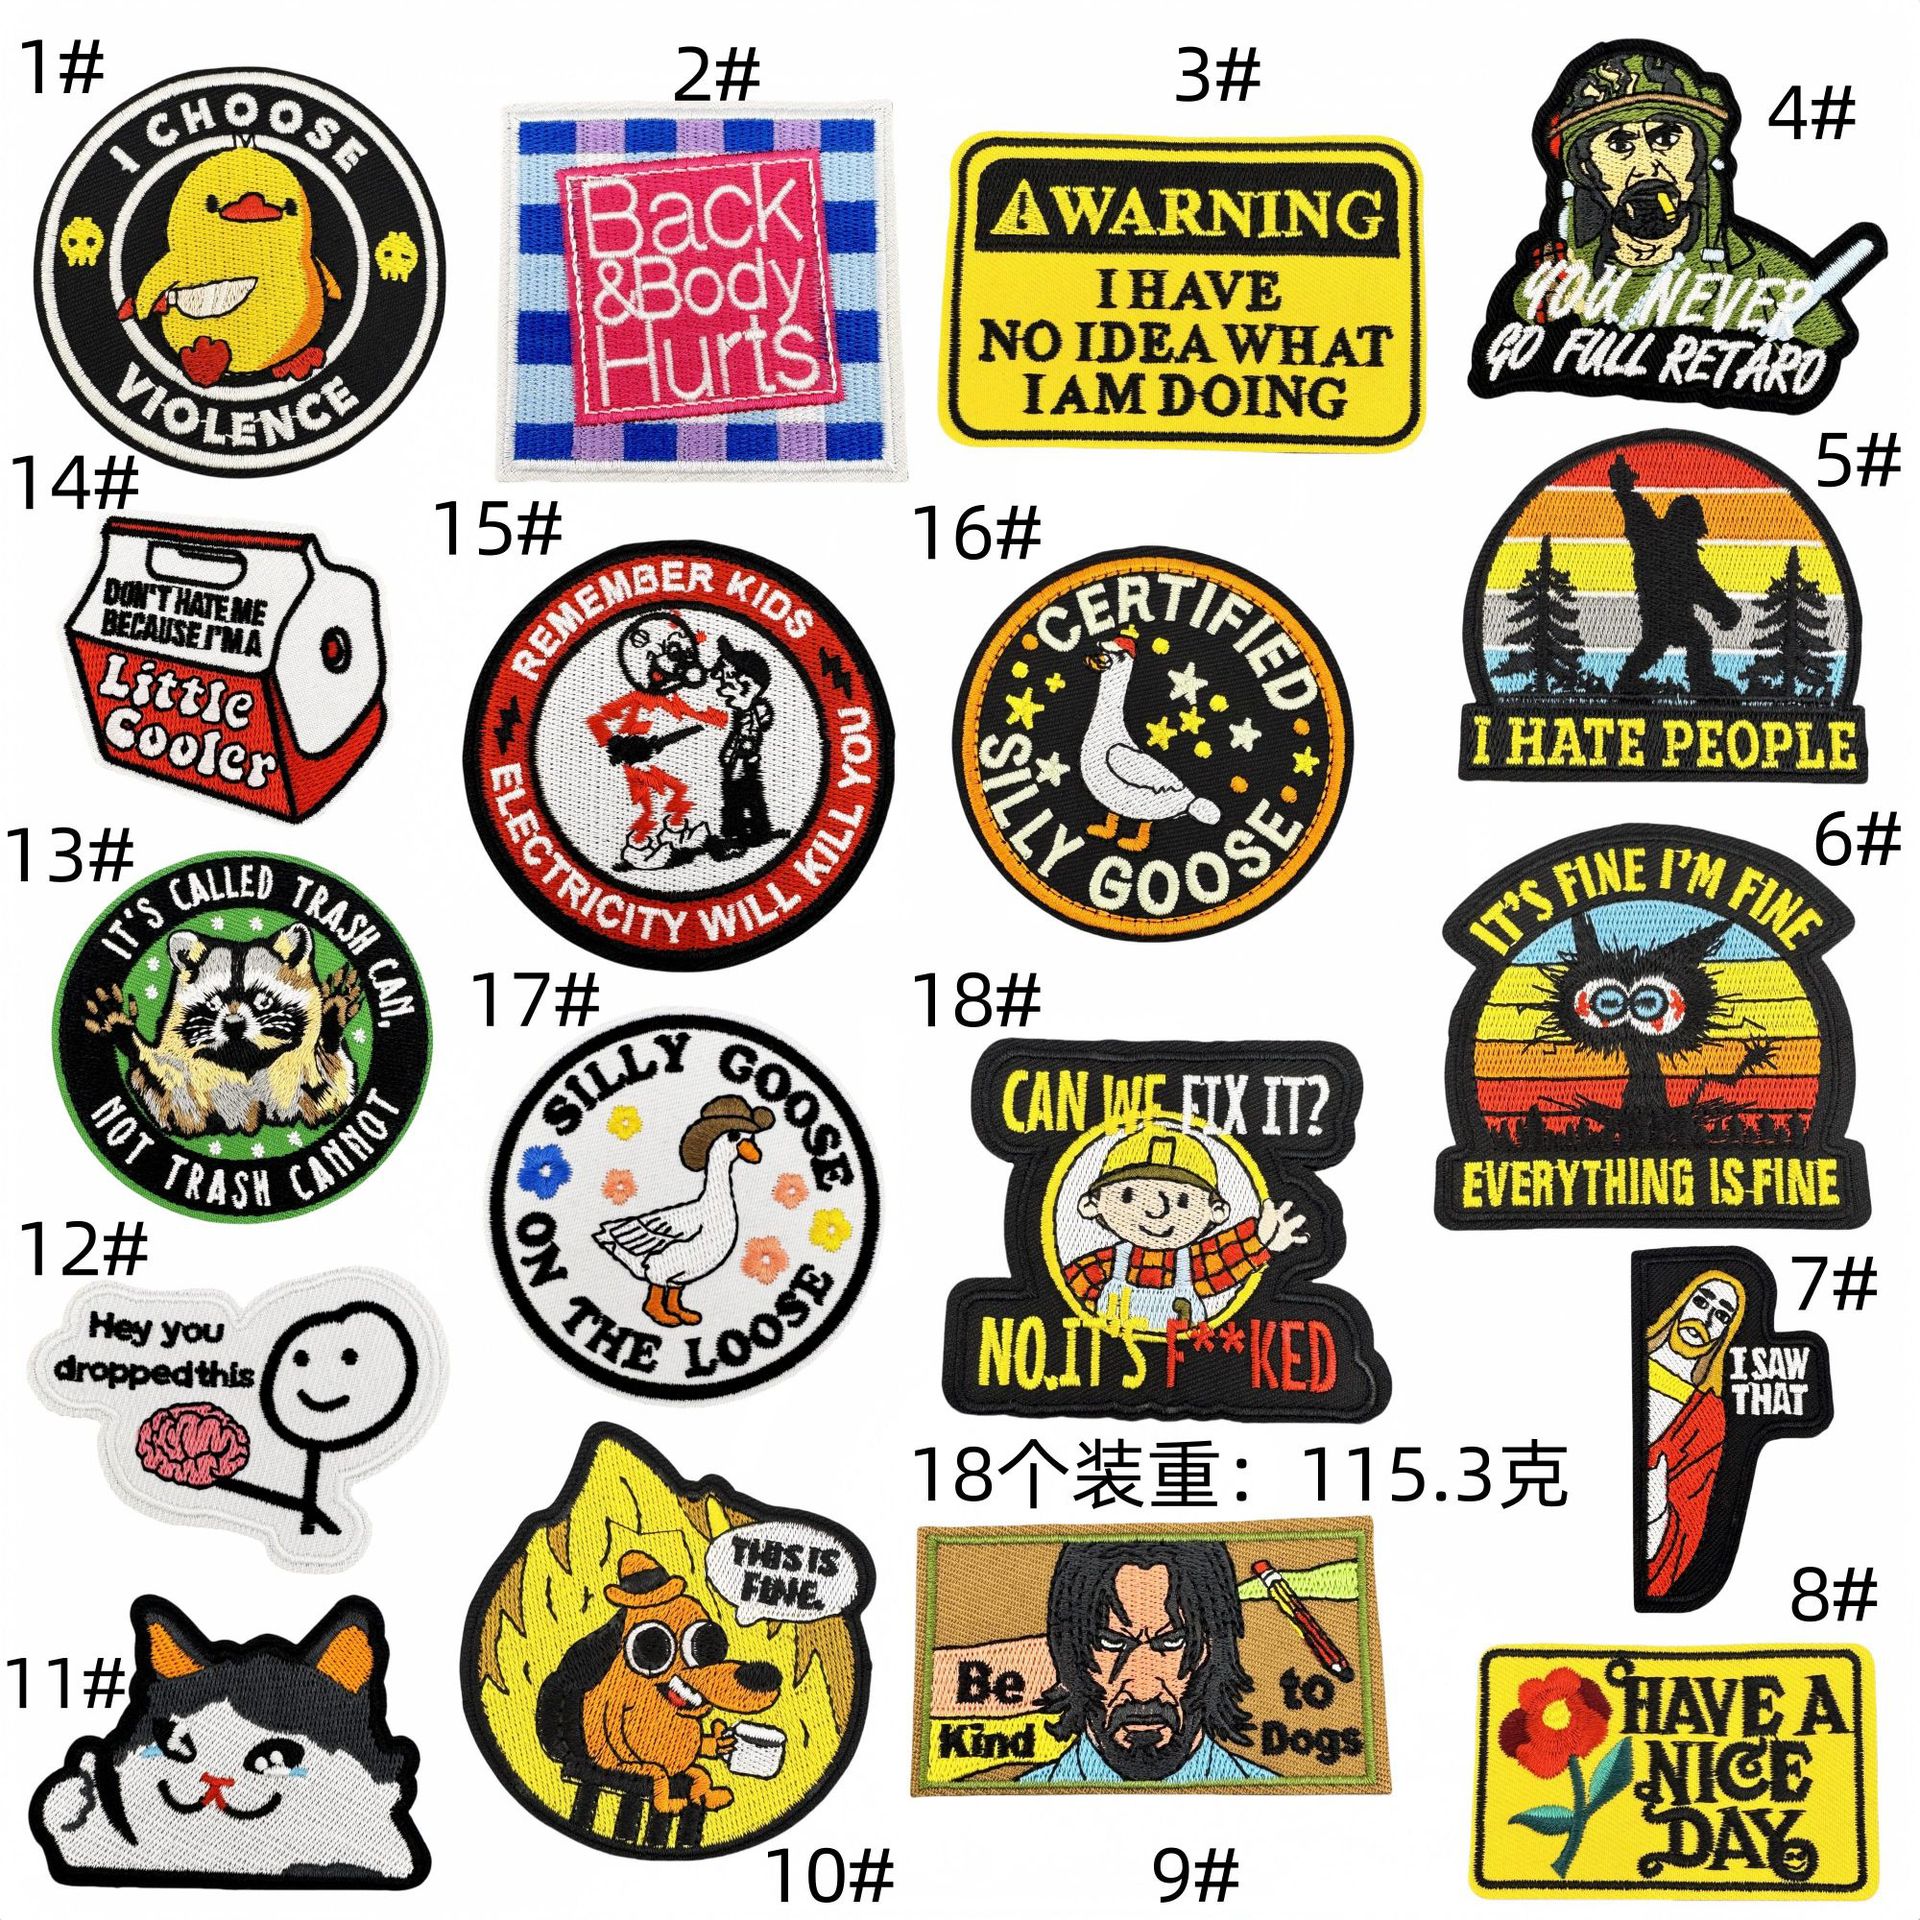 1#
I CHOOSE
VIOLENCE
2#
Back
&Body
Hurts
3#
WARNING
I HAVE
NO IDEA WHAT
I AM DOING
4#
YOU NEVER
GO FULL RETARD
14#
DON'T HATE ME
BECAUSE I'M A
Little
Cooler
15#
REMEMBER KIDS
ELECTRICITY WILL KILL YOU
16#
CERTIFIED
SILLY GOOSE
5#
I HATE PEOPLE
13#
IT'S CALLED TRASH CAN,
NOT TRASH CANNOT
17#
SILLY GOOSE
ON THE LOOSE
18#
CAN WE FIX IT?
NO.IT'S F**KED
6#
IT'S FINE I'M FINE
EVERYTHING IS FINE
12#
Hey you
dropped this
7#
I SAW
THAT
18个装重：115.3克
11#
10#
THIS IS
FINE.
9#
Be
Kind
to
Dogs
8#
HAVE A
NICE
DAY